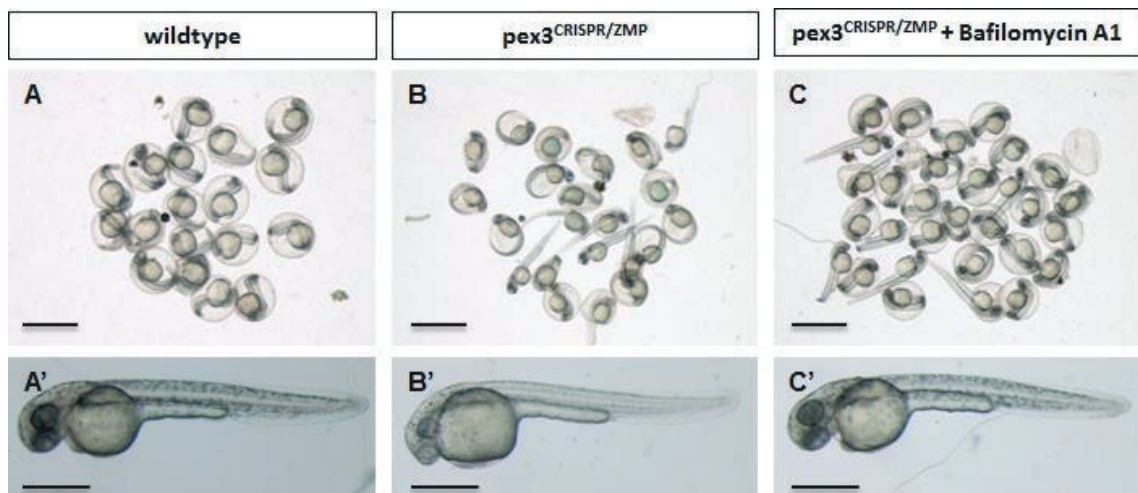 wildtype
pex3CRISPR/ZMP
pex3CRISPR/ZMP + Bafilomycin A1
A
B
C
A'
B'
C'